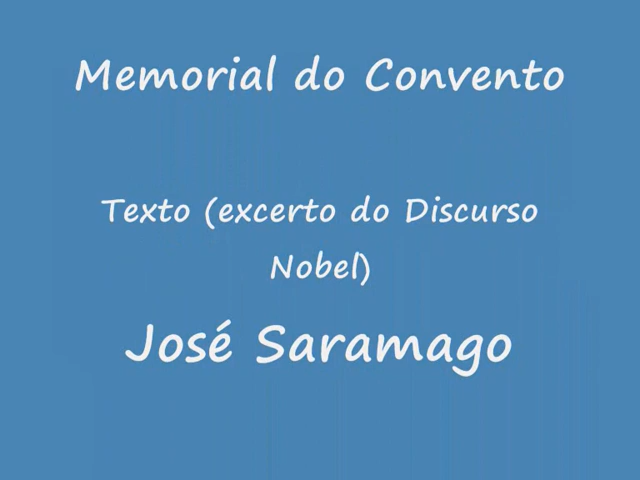 Memorial do Convento
Texto (excerto do Discurso
Nobel)
José Saramago